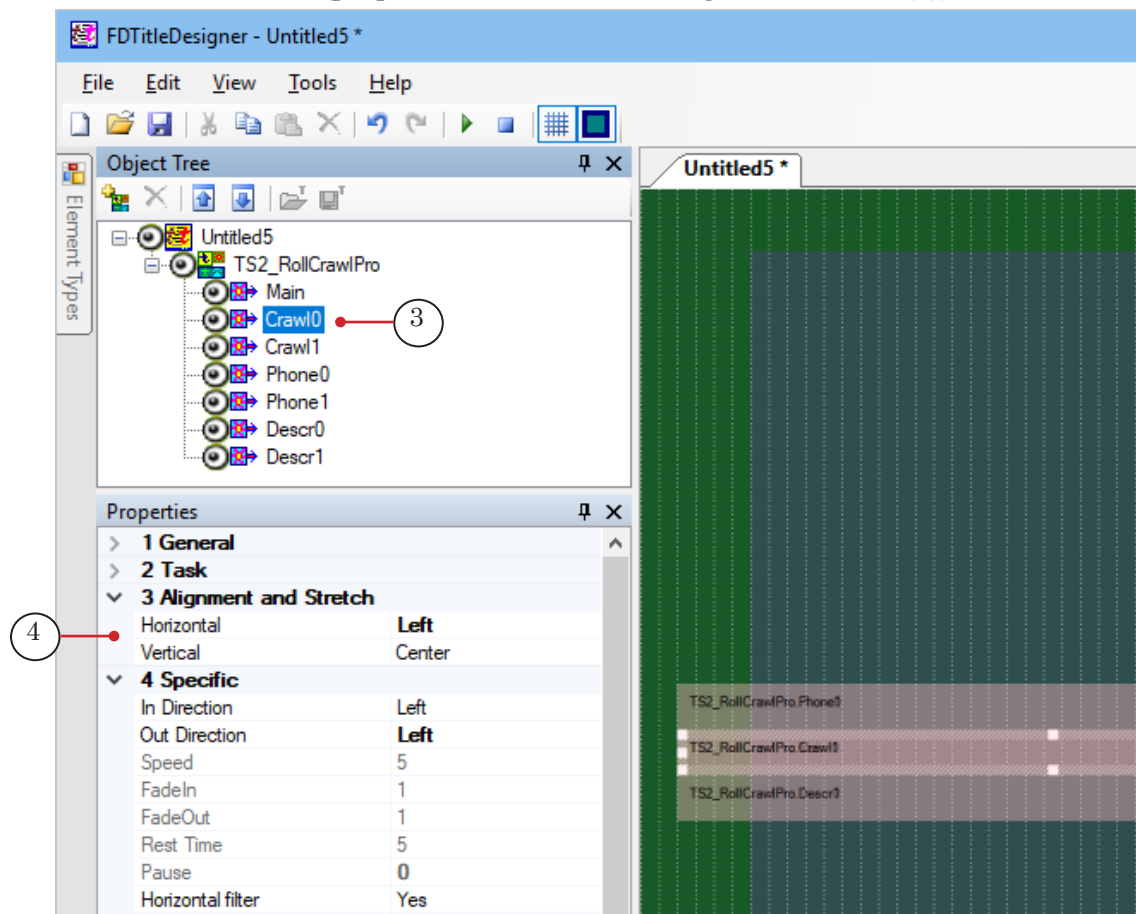 FDTitleDesigner - Untitled5 *
File Edit View Tools Help
Element Types
Object Tree
Untitled5
TS2_RollCrawlPro
Main
Crawl0
3
Crawl1
Phone0
Phone1
Descr0
Descr1
Properties
1 General
2 Task
3 Alignment and Stretch
4
Horizontal Left
Vertical Center
4 Specific
In Direction Left
Out Direction Left
Speed 5
FadeIn 1
FadeOut 1
Rest Time 5
Pause 0
Horizontal filter Yes
Untitled5 *
TS2_RollCrawlPro.Phone0
TS2_RollCrawlPro.Crawl0
TS2_RollCrawlPro.Descr0